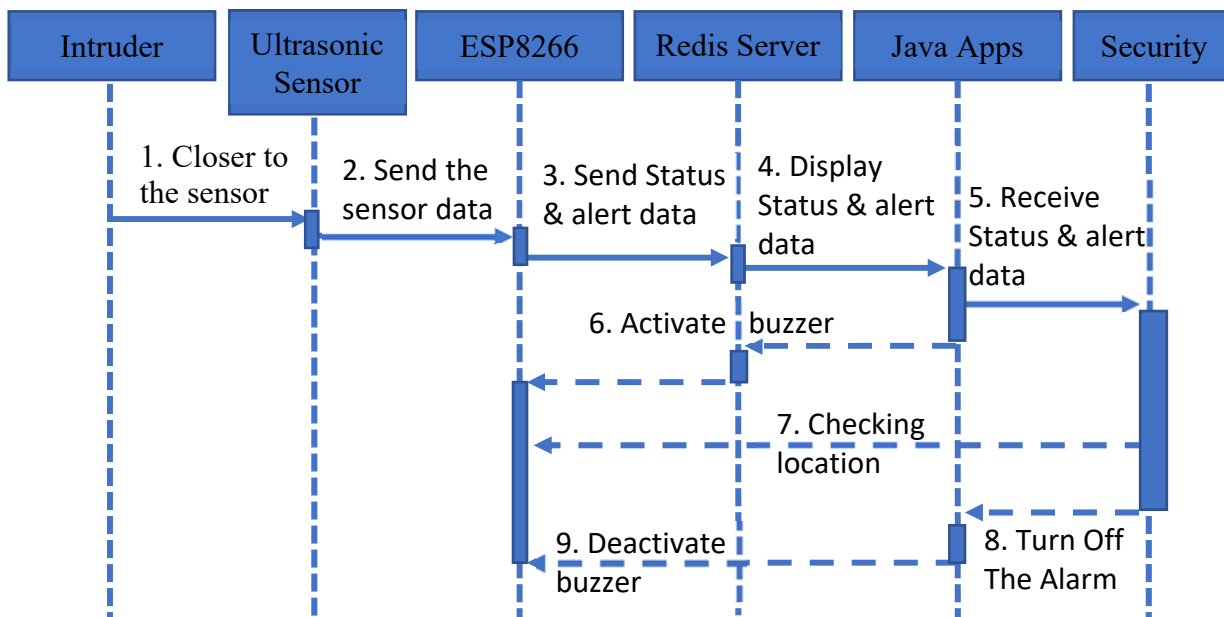 Intruder
Ultrasonic
Sensor
ESP8266
Redis Server
Java Apps
Security
1. Closer to
the sensor
2. Send the
sensor data
3. Send Status
& alert data
4. Display
Status & alert
data
5. Receive
Status & alert
data
6. Activate buzzer
7. Checking
location
8. Turn Off
The Alarm
9. Deactivate
buzzer